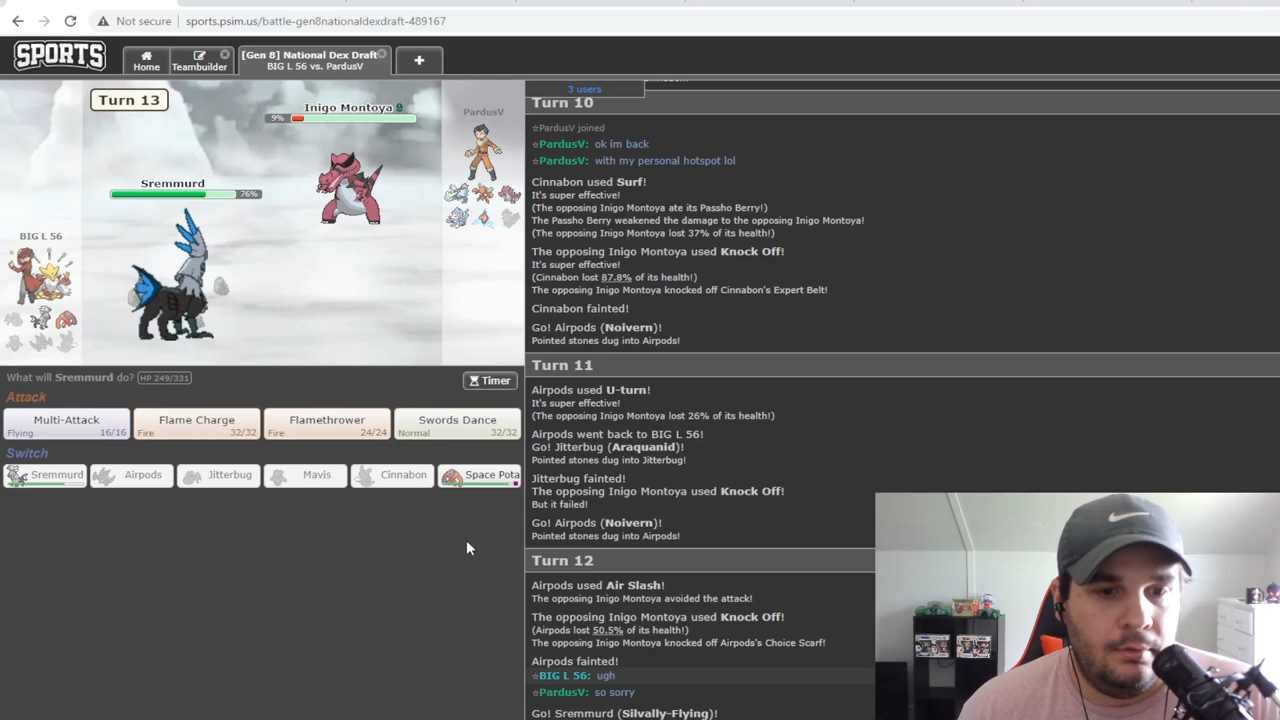 Not secure
sports.psim.us/battle-gen8nationaldexdraft-489167
SPORTS
Home
Teambuilder
[Gen 8] National Dex Draft
BIG L 56 vs. PardusV
Turn 13
Inigo Montoya
9%
PardusV
Sremmurd
76%
BIG L 56
What will Sremmurd do? HP 249/331
Timer
Attack
Multi-Attack
Flying 16/16
Flame Charge
Fire 32/32
Flamethrower
Fire 24/24
Swords Dance
Normal 32/32
Switch
Sremmurd
Airpods
Jitterbug
Mavis
Cinnabon
Space Pota
3 users
Turn 10
☆PardusV joined
☆PardusV: ok im back
☆PardusV: with my personal hotspot lol
Cinnabon used Surf!
It's super effective!
(The opposing Inigo Montoya ate its Passho Berry!)
The Passho Berry weakened the damage to the opposing Inigo Montoya!
(The opposing Inigo Montoya lost 37% of its health!)
The opposing Inigo Montoya used Knock Off!
It's super effective!
(Cinnabon lost 87.8% of its health!)
The opposing Inigo Montoya knocked off Cinnabon's Expert Belt!
Cinnabon fainted!
Go! Airpods (Noivern)!
Pointed stones dug into Airpods!
Turn 11
Airpods used U-turn!
It's super effective!
(The opposing Inigo Montoya lost 26% of its health!)
Airpods went back to BIG L 56!
Go! Jitterbug (Araquanid)!
Pointed stones dug into Jitterbug!
Jitterbug fainted!
The opposing Inigo Montoya used Knock Off!
But it failed!
Go! Airpods (Noivern)!
Pointed stones dug into Airpods!
Turn 12
Airpods used Air Slash!
The opposing Inigo Montoya avoided the attack!
The opposing Inigo Montoya used Knock Off!
(Airpods lost 50.5% of its health!)
The opposing Inigo Montoya knocked off Airpods's Choice Scarf!
Airpods fainted!
☆BIG L 56: ugh
☆PardusV: so sorry
Go! Sremmurd (Silvally-Flying)!